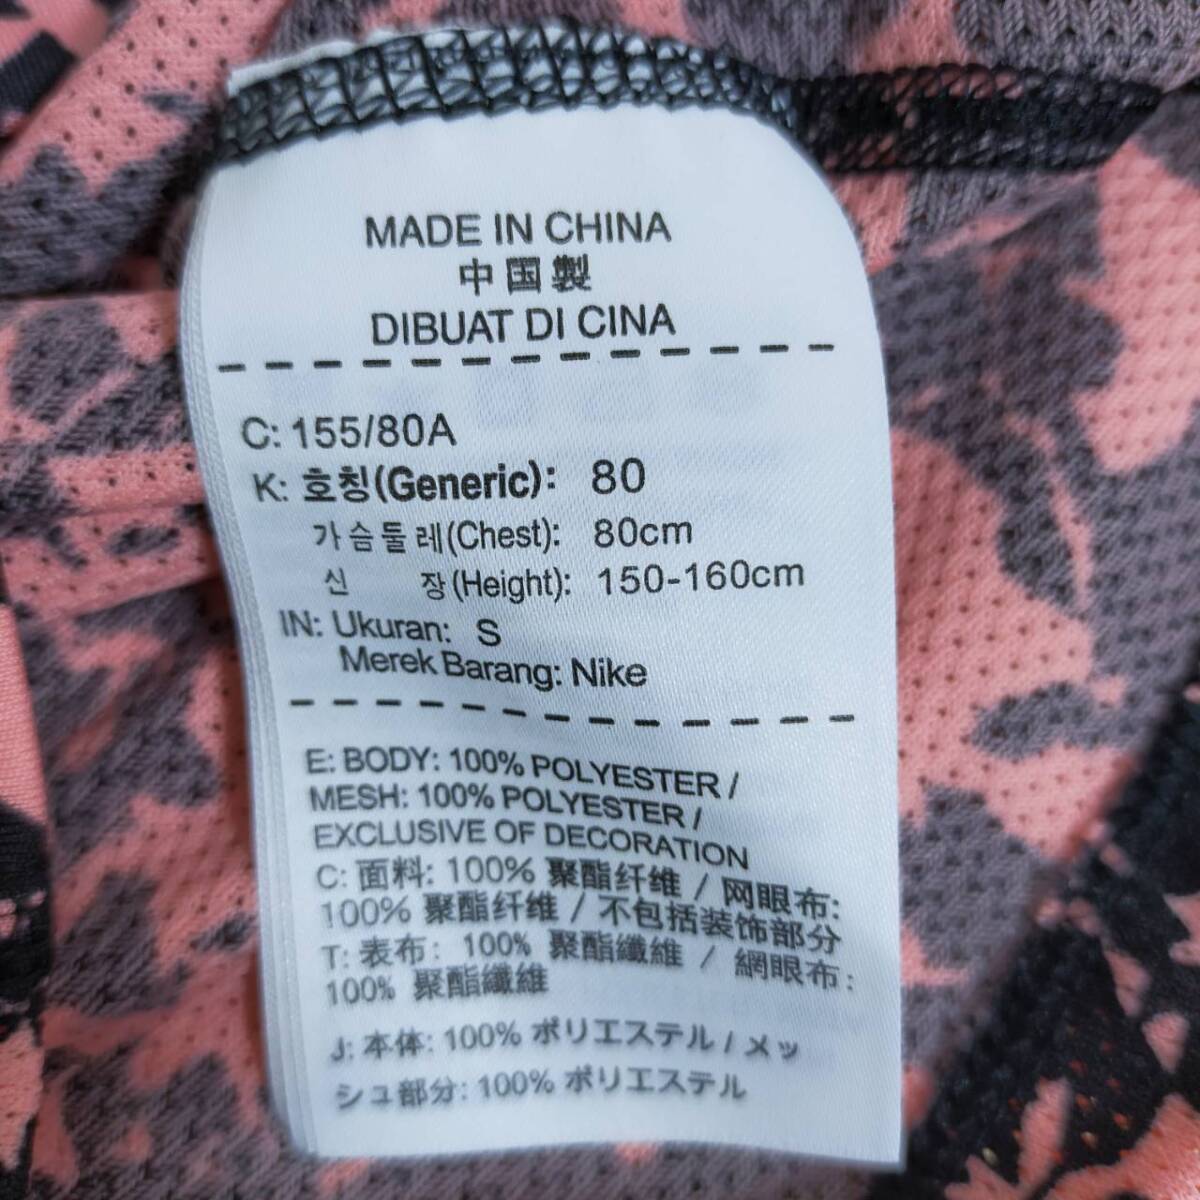 MADE IN CHINA
中国製
DIBUAT DI CINA
C: 155/80A
K: 호칭(Generic): 80
가슴둘레(Chest): 80cm
신 장(Height): 150-160cm
IN: Ukuran: S
Merek Barang: Nike
E: BODY: 100% POLYESTER /
MESH: 100% POLYESTER /
EXCLUSIVE OF DECORATION
C: 面料: 100% 聚酯纤维 / 网眼布:
100% 聚酯纤维 / 不包括装饰部分
T: 表布: 100% 聚酯纖維 / 網眼布:
100% 聚酯纖維
J: 本体: 100% ポリエステル / メッ
シュ部分: 100% ポリエステル